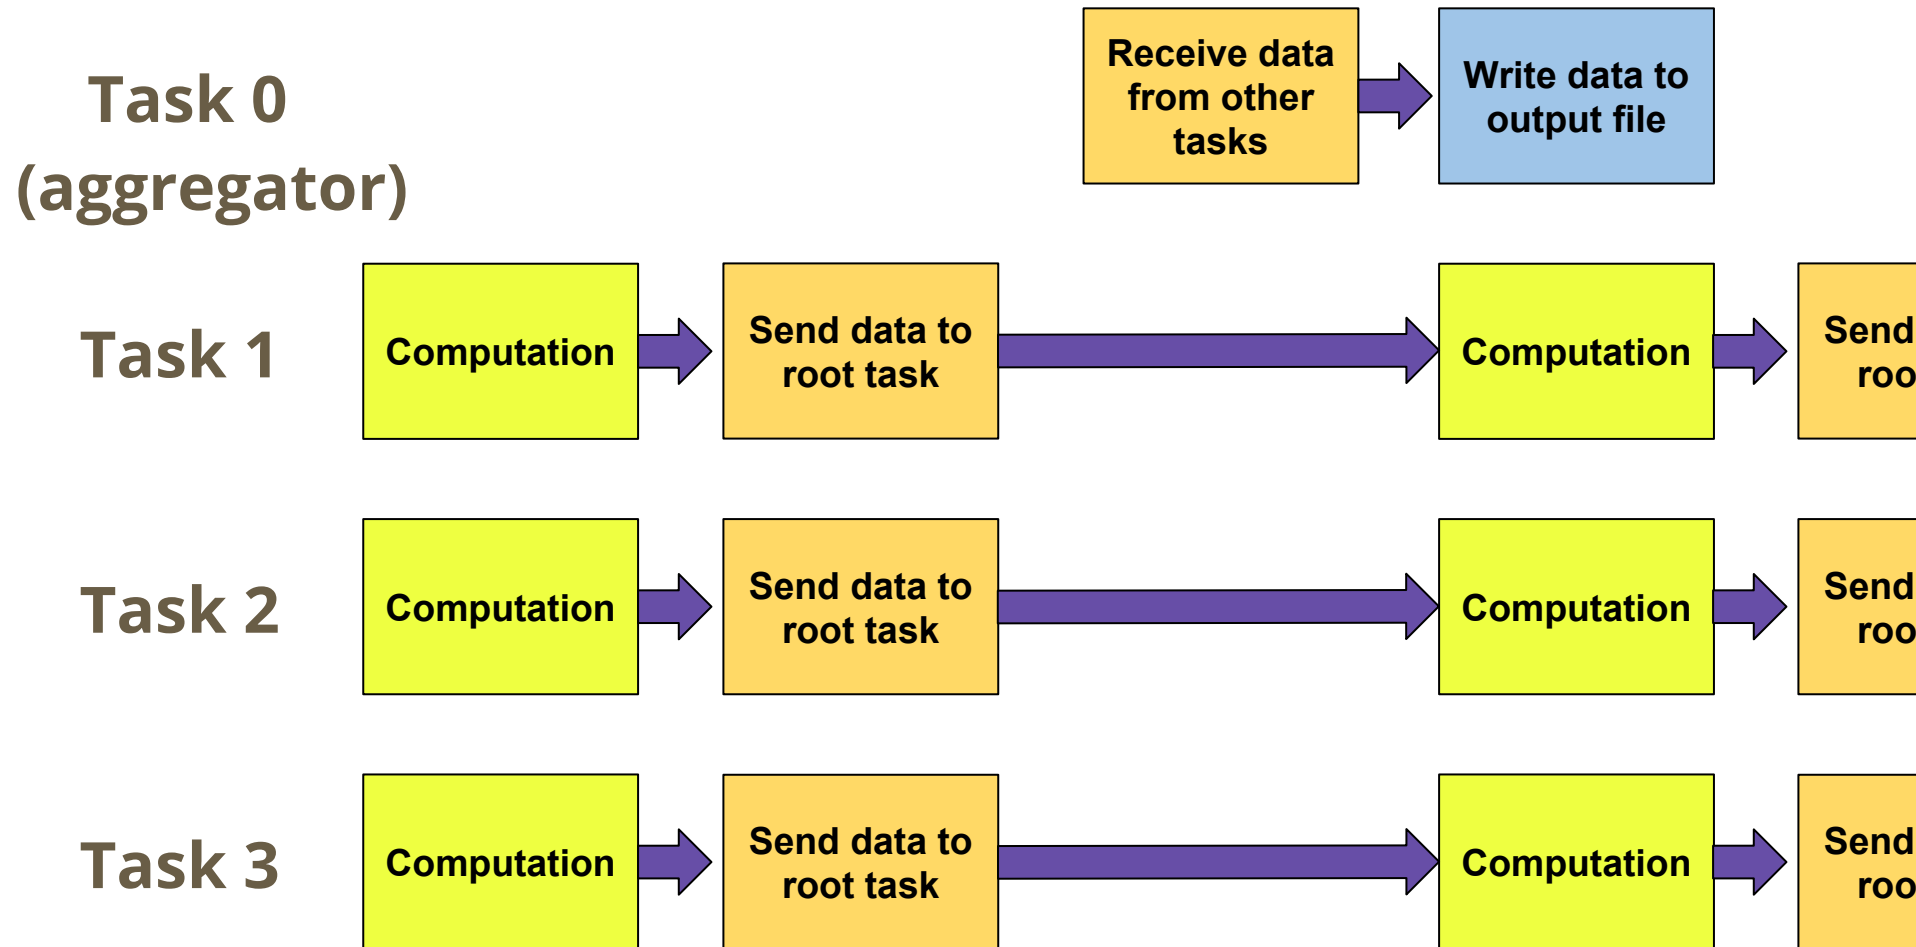 Task 0
(aggregator)
Receive data
from other
tasks
Write data to
output file
Task 1
Computation
Send data to
root task
Computation
Send
roo
Task 2
Computation
Send data to
root task
Computation
Send
roo
Task 3
Computation
Send data to
root task
Computation
Send
roo